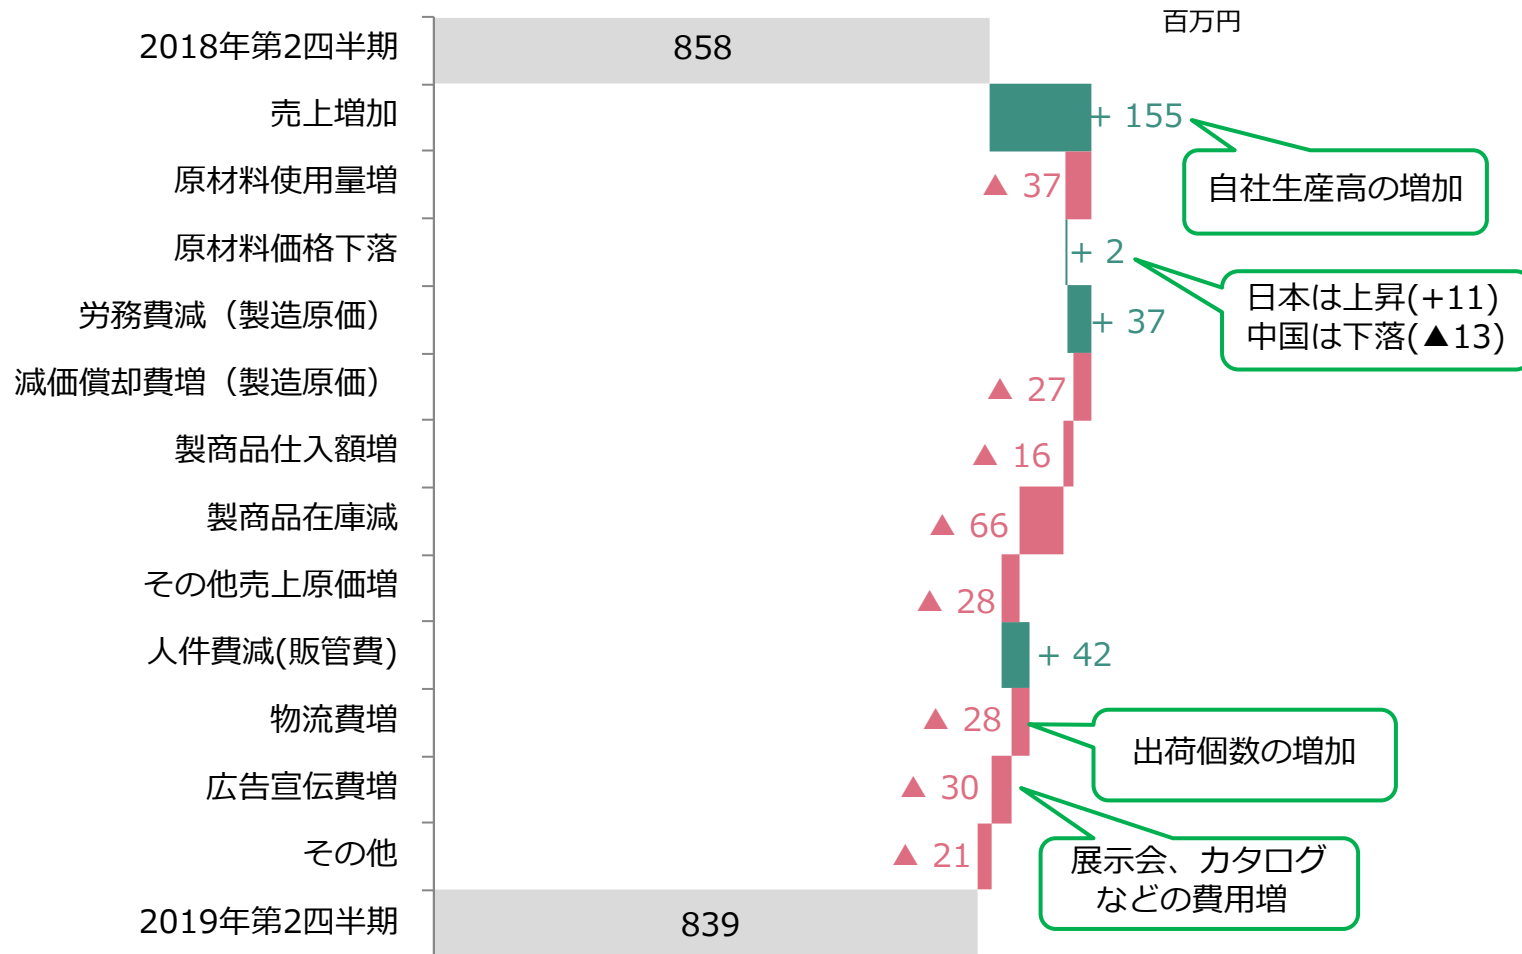 百万円
2018年第2四半期 858
売上増加 + 155
自社生産高の増加
原材料使用量増 ▲ 37
原材料価格下落 + 2
日本は上昇(+11)
中国は下落(▲13)
労務費減（製造原価） + 37
減価償却費増（製造原価） ▲ 27
製商品仕入額増 ▲ 16
製商品在庫減 ▲ 66
その他売上原価増 ▲ 28
人件費減(販管費) + 42
物流費増 ▲ 28
出荷個数の増加
広告宣伝費増 ▲ 30
展示会、カタログ
などの費用増
その他 ▲ 21
2019年第2四半期 839